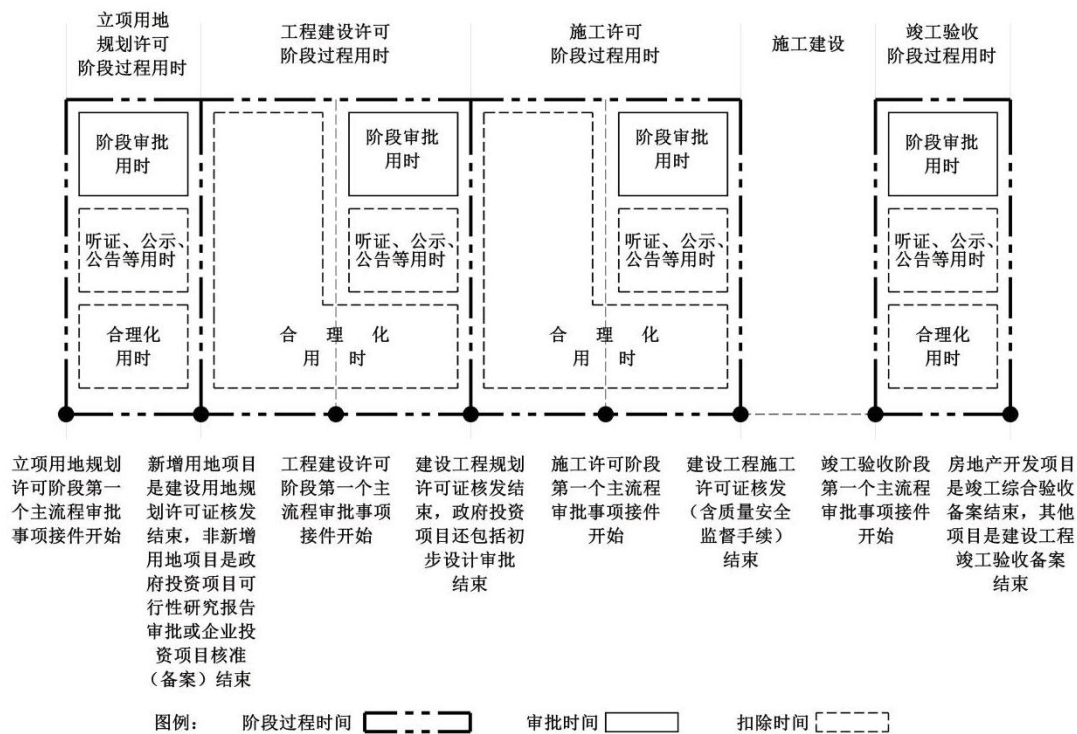 立项用地
规划许可
阶段过程用时
工程建设许可
阶段过程用时
施工许可
阶段过程用时
施工建设
竣工验收
阶段过程用时
阶段审批
用时
听证、公示、
公告等用时
合理化
用时
阶段审批
用时
听证、公示、
公告等用时
合理化
用时
阶段审批
用时
听证、公示、
公告等用时
合理化
用时
阶段审批
用时
听证、公示、
公告等用时
合理化
用时
立项用地规划
许可阶段第一
个主流程审批
事项接件开始
新增用地项目
是建设用地规
划许可证核发
结束，非新增
用地项目是政
府投资项目可
行性研究报告
审批或企业投
资项目核准
（备案）结束
工程建设许可
阶段第一个主
流程审批事项
接件开始
建设工程规划
许可证核发结
束，政府投资
项目还包括初
步设计审批
结束
施工许可阶段
第一个主流程
审批事项接件
开始
建设工程施工
许可证核发
（含质量安全
监督手续）
结束
竣工验收阶段
第一个主流程
审批事项接件
开始
房地产开发项目
是竣工综合验收
备案结束，其他
项目是建设工程
竣工验收备案
结束
图例： 阶段过程时间 审批时间 扣除时间